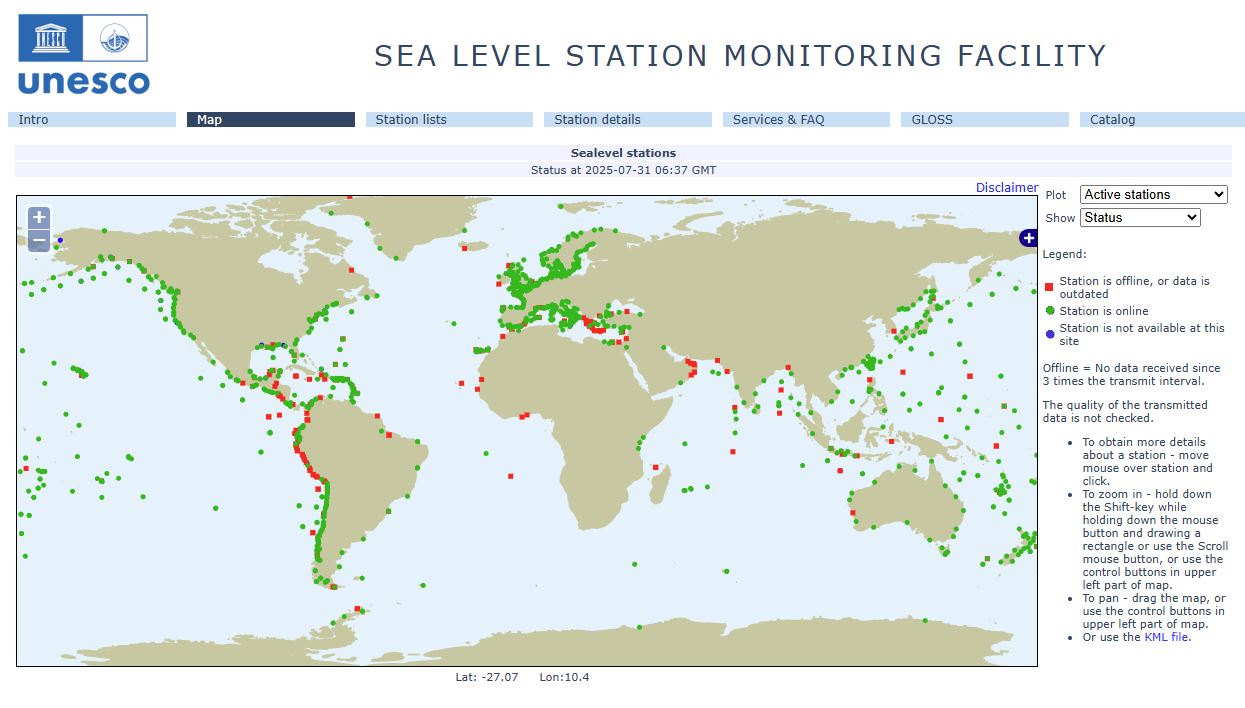 unesco
SEA LEVEL STATION MONITORING FACILITY
Intro
Map
Station lists
Station details
Services & FAQ
GLOSS
Catalog
Sealevel stations
Status at 2025-07-31 06:37 GMT
Disclaimer
Plot Active stations
Show Status
+
−
+
Legend:
Station is offline, or data is
outdated
Station is online
Station is not available at this
site
Offline = No data received since
3 times the transmit interval.
The quality of the transmitted
data is not checked.
• To obtain more details
about a station - move
mouse over station and
click.
• To zoom in - hold down
the Shift-key while
holding down the mouse
button and drawing a
rectangle or use the Scroll
mouse button, or use the
control buttons in upper
left part of map.
• To pan - drag the map, or
use the control buttons in
upper left part of map.
• Or use the KML file.
Lat: -27.07 Lon:10.4